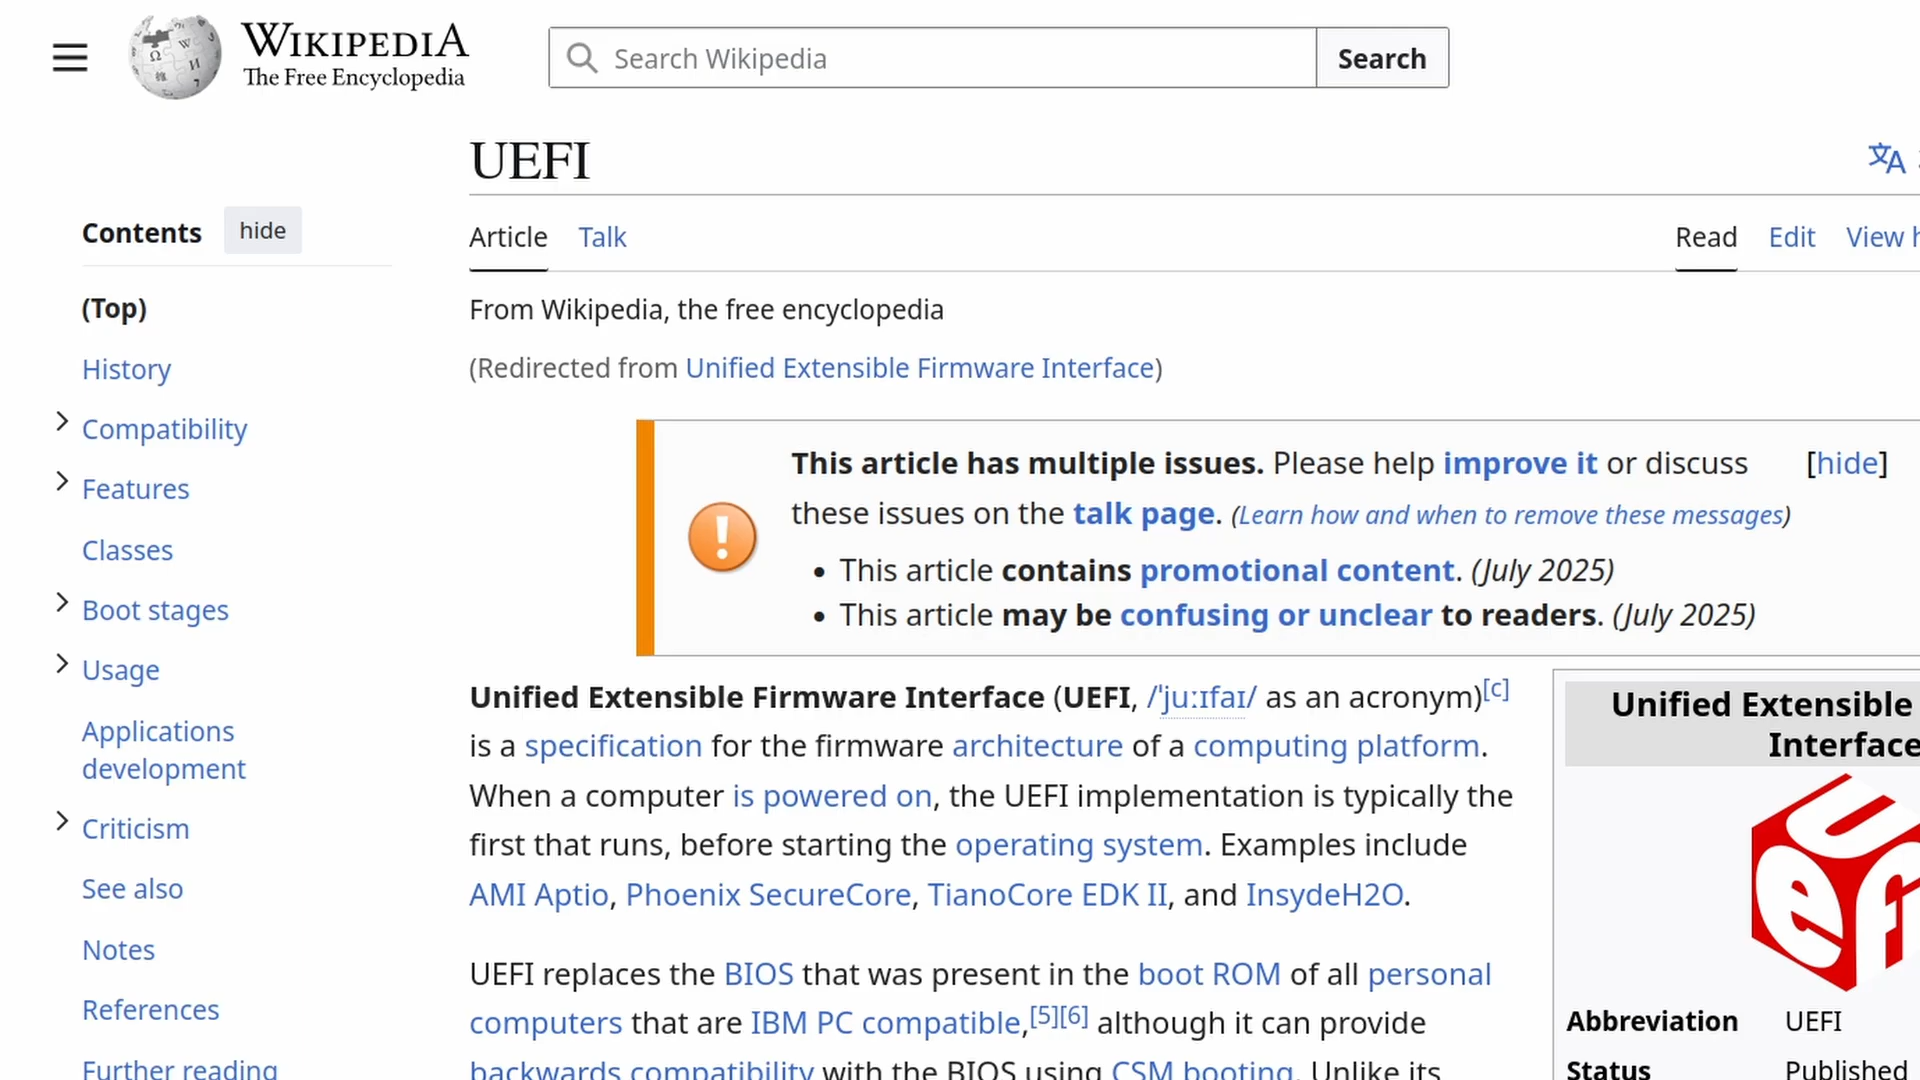 WIKIPEDIA
The Free Encyclopedia
Search Wikipedia
Search
UEFI
Contents
hide
Article
Talk
Read
Edit
View
(Top)
From Wikipedia, the free encyclopedia
History
(Redirected from Unified Extensible Firmware Interface)
Compatibility
Features
Classes
Boot stages
Usage
Applications
development
Criticism
See also
Notes
References
Further reading
This article has multiple issues. Please help improve it or discuss [hide]
these issues on the talk page. (Learn how and when to remove these messages)
• This article contains promotional content. (July 2025)
• This article may be confusing or unclear to readers. (July 2025)
Unified Extensible Firmware Interface (UEFI, /ˈjuːɪfaɪ/ as an acronym)[c]
is a specification for the firmware architecture of a computing platform.
When a computer is powered on, the UEFI implementation is typically the
first that runs, before starting the operating system. Examples include
AMI Aptio, Phoenix SecureCore, TianoCore EDK II, and InsydeH2O.
UEFI replaces the BIOS that was present in the boot ROM of all personal
computers that are IBM PC compatible,[5][6] although it can provide
backwards compatibility with the BIOS using CSM booting. Unlike its
Unified Extensible
Interface
uef
Abbreviation UEFI
Status Published